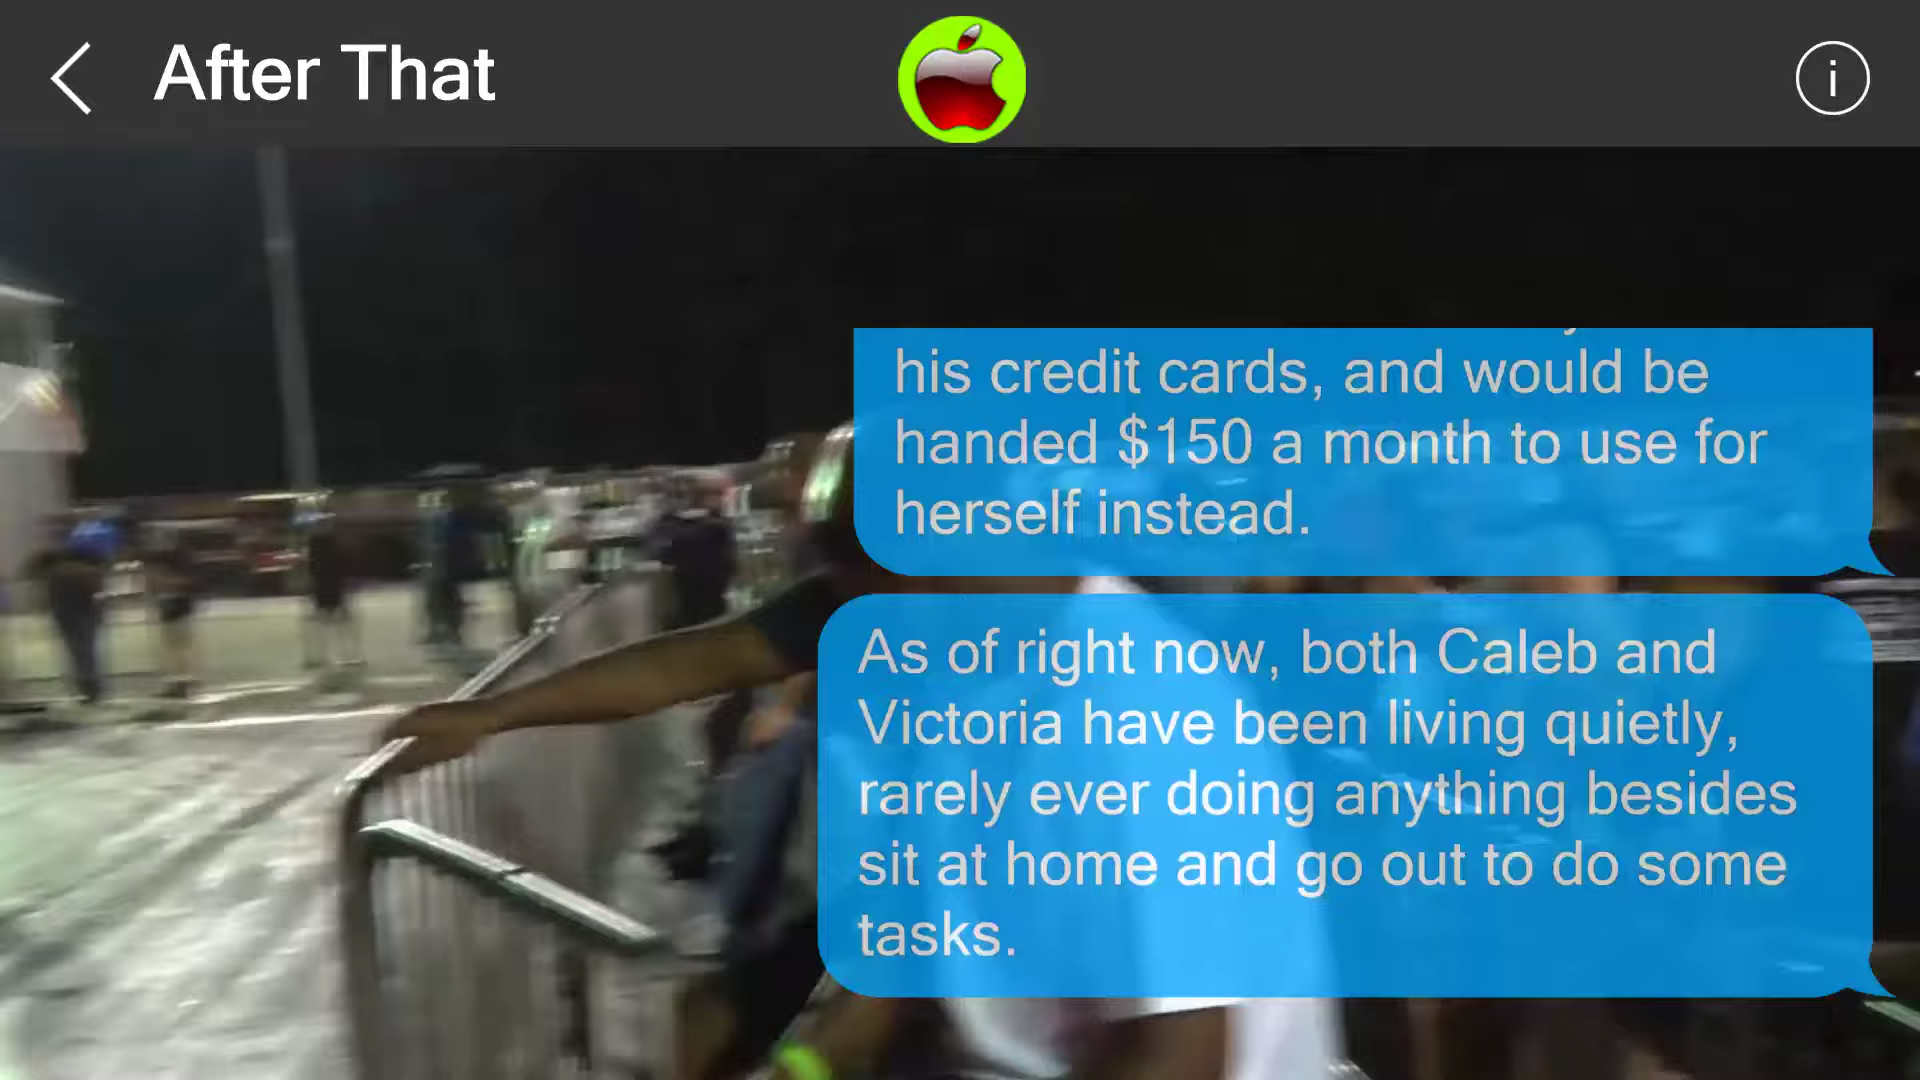 After That
i
his credit cards, and would be
handed $150 a month to use for
herself instead.
As of right now, both Caleb and
Victoria have been living quietly,
rarely ever doing anything besides
sit at home and go out to do some
tasks.